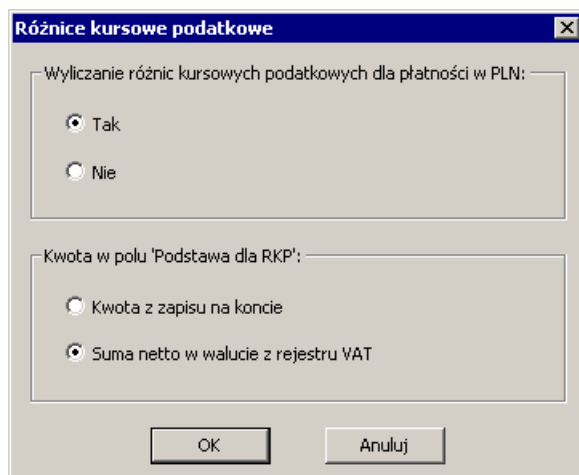 Różnice kursowe podatkowe
Wyliczanie różnic kursowych podatkowych dla płatności w PLN:
Tak
Nie
Kwota w polu 'Podstawa dla RKP':
Kwota z zapisu na koncie
Suma netto w walucie z rejestru VAT
OK Anuluj